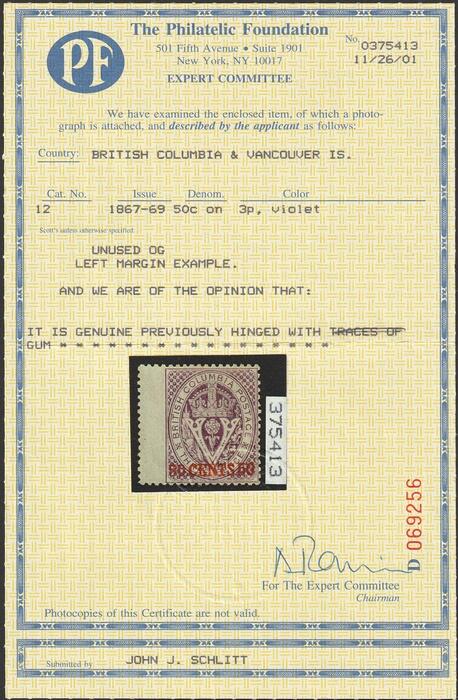 PF
The Philatelic Foundation
501 Fifth Avenue • Suite 1901
New York, NY 10017
EXPERT COMMITTEE
No. 0375413
11/26/01
We have examined the enclosed item, of which a photo-
graph is attached, and described by the applicant as follows:
Country: BRITISH COLUMBIA & VANCOUVER IS.
Cat. No. Issue Denom. Color
12 1867-69 50c on 3p, violet
Scott's unless otherwise specified
UNUSED OG
LEFT MARGIN EXAMPLE.
AND WE ARE OF THE OPINION THAT:
IT IS GENUINE PREVIOUSLY HINGED WITH TRACES OF
GUM * * * * * * * * * * * * * * * * *
BRITISH COLUMBIA POSTAGE
50 CENTS 50
375413
D 069256
For The Expert Committee
Chairman
Photocopies of this Certificate are not valid.
Submitted by JOHN J. SCHLITT